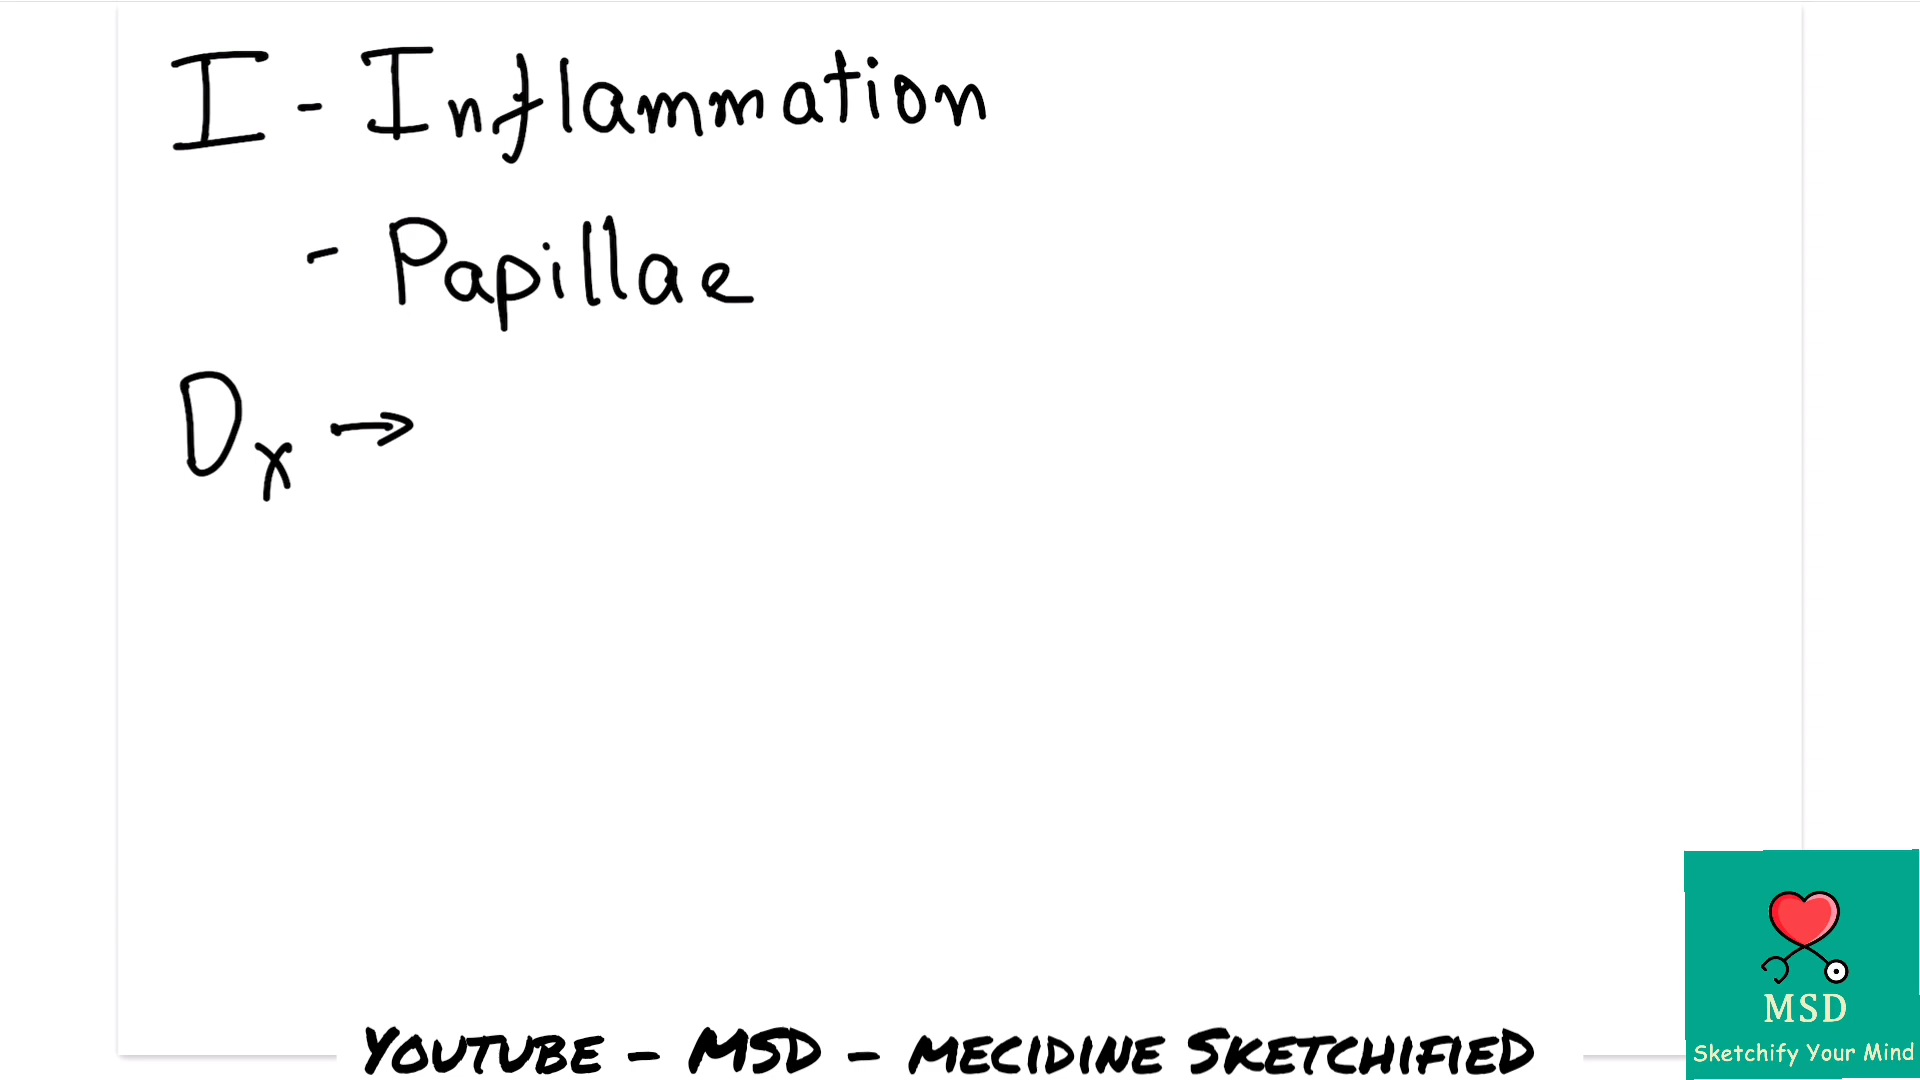 I - Inflammation
- Papillae
Dx →
MSD
Sketchify Your Mind
YOUTUBE - MSD - MECIDINE SKETCHIFIED